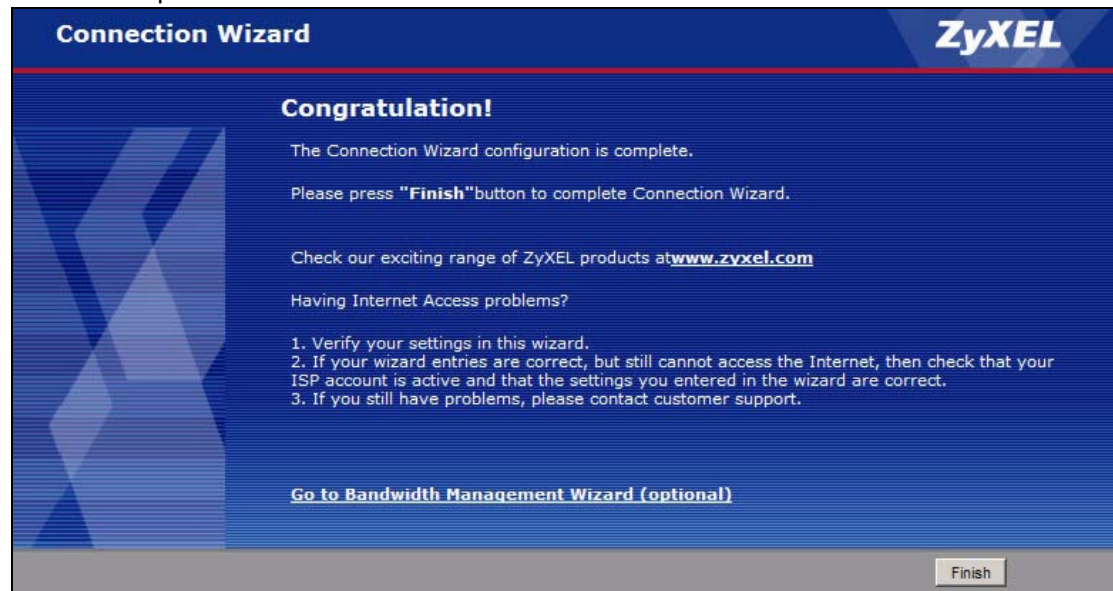 Connection Wizard
ZyXEL
Congratulation!
The Connection Wizard configuration is complete.
Please press "Finish"button to complete Connection Wizard.
Check our exciting range of ZyXEL products atwww.zyxel.com
Having Internet Access problems?
1. Verify your settings in this wizard.
2. If your wizard entries are correct, but still cannot access the Internet, then check that your
ISP account is active and that the settings you entered in the wizard are correct.
3. If you still have problems, please contact customer support.
Go to Bandwidth Management Wizard (optional)
Finish